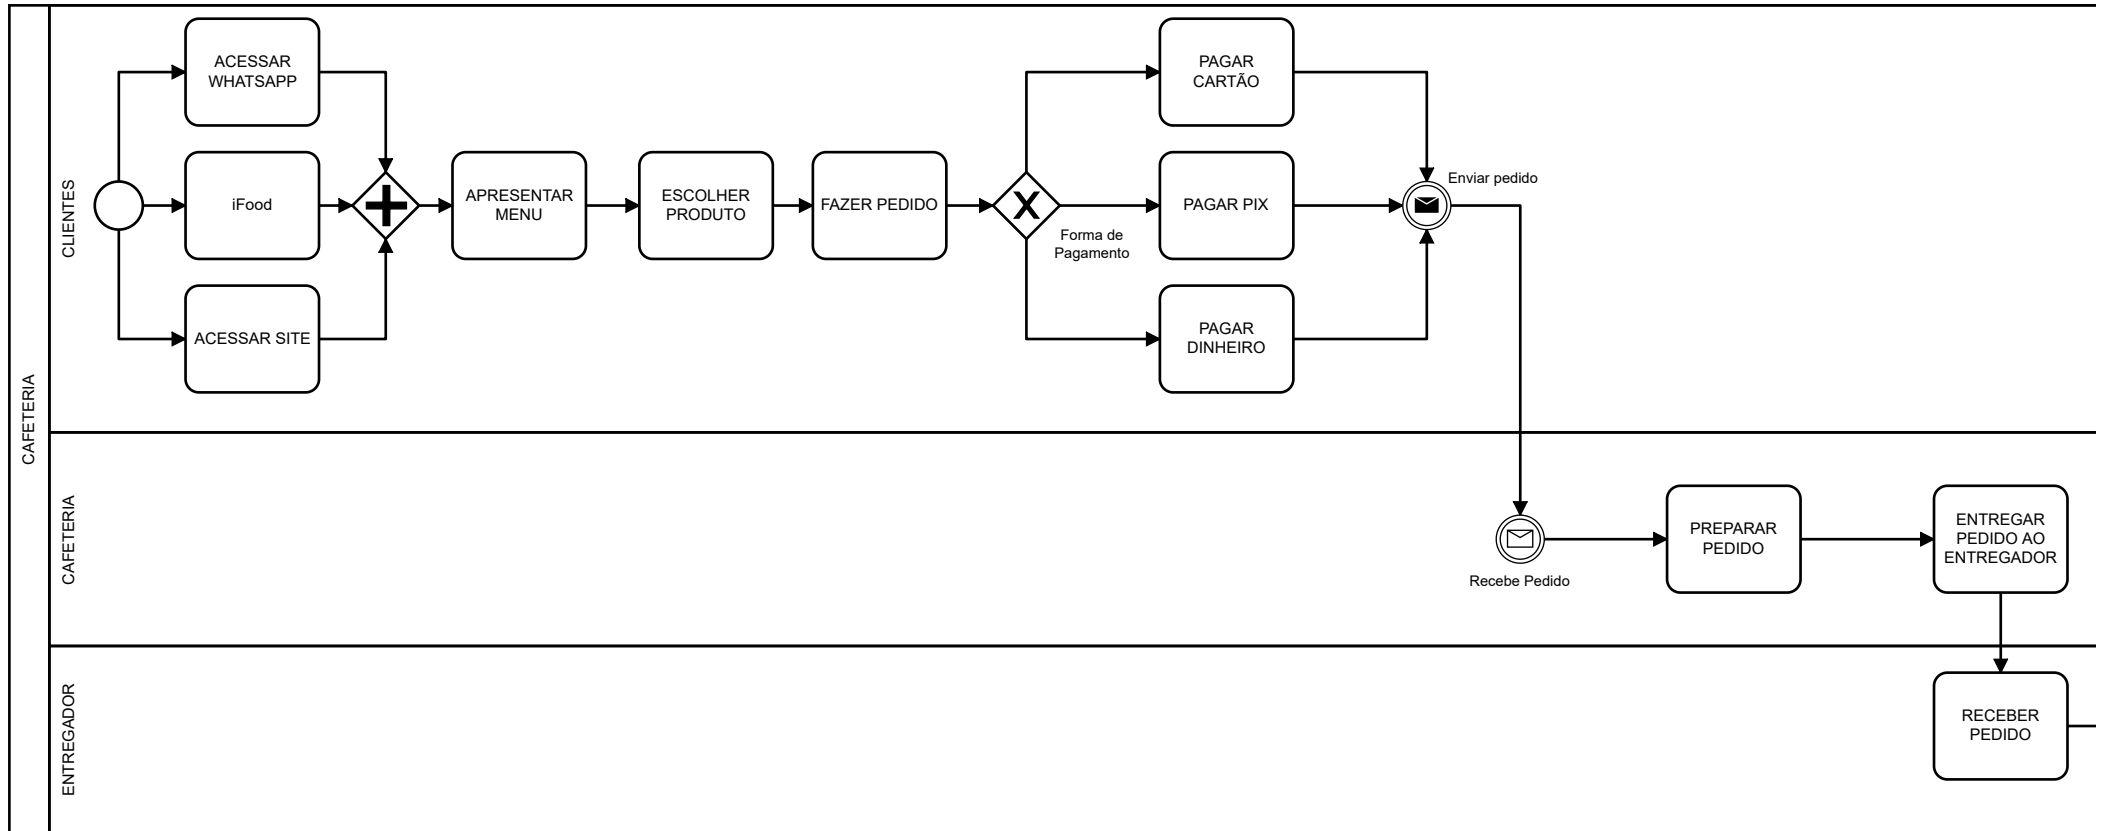 CAFETERIA
CLIENTES
ACESSAR
WHATSAPP
iFood
ACESSAR SITE
APRESENTAR
MENU
ESCOLHER
PRODUTO
FAZER PEDIDO
X
Forma de
Pagamento
PAGAR
CARTÃO
PAGAR PIX
PAGAR
DINHEIRO
Enviar pedido
CAFETERIA
Recebe Pedido
PREPARAR
PEDIDO
ENTREGAR
PEDIDO AO
ENTREGADOR
ENTREGADOR
RECEBER
PEDIDO